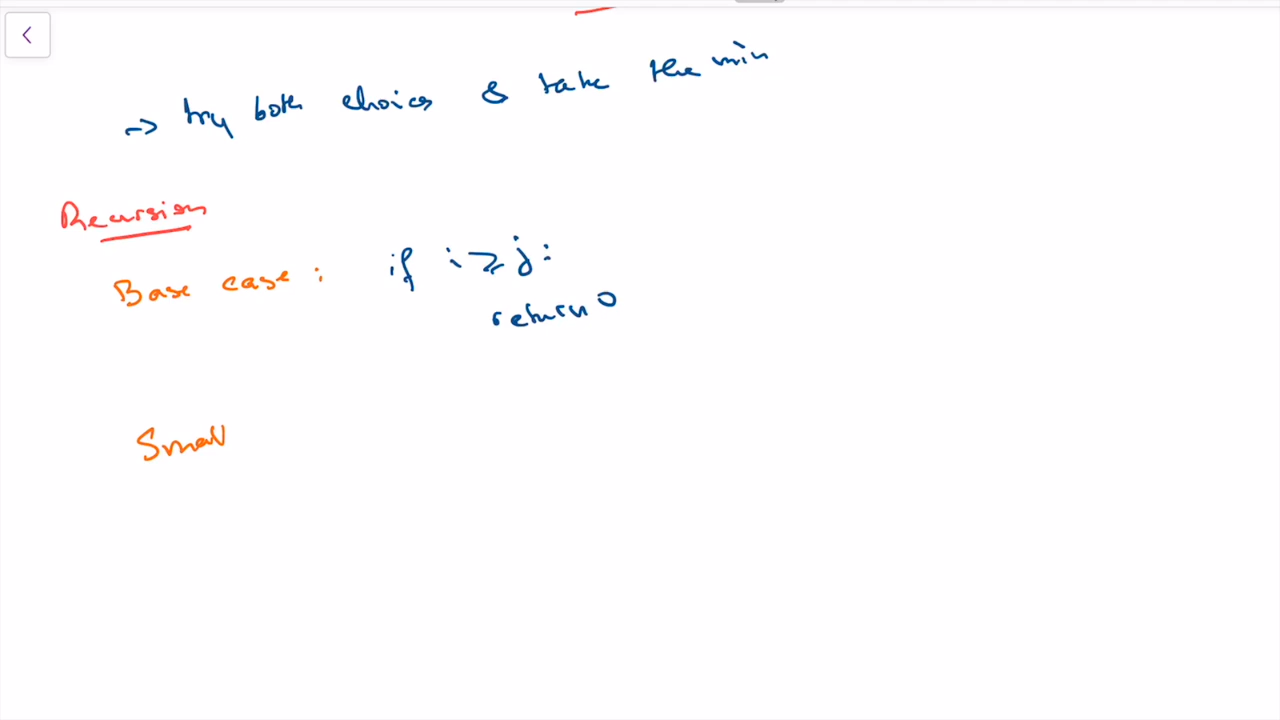 -> try both choices & take the min
Recursion
Base case : if i ≥ j :
return 0
Small